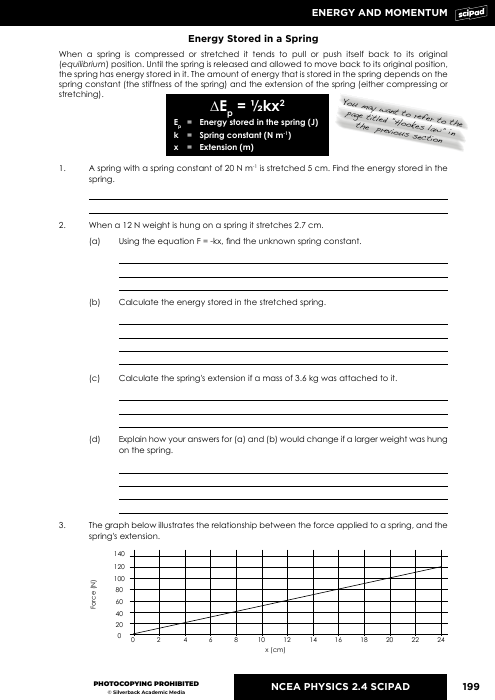 ENERGY AND MOMENTUM scipad
Energy Stored in a Spring
When a spring is compressed or stretched it tends to pull or push itself back to its original
(equilibrium) position. Until the spring is released and allowed to move back to its original position,
the spring has energy stored in it. The amount of energy that is stored in the spring depends on the
spring constant (the stiffness of the spring) and the extension of the spring (either compressing or
stretching).
ΔEp = ½kx²
Ep = Energy stored in the spring (J)
k = Spring constant (N m⁻¹)
x = Extension (m)
You may want to refer to the
page titled "Hookes law" in
the previous section
1. A spring with a spring constant of 20 N m⁻¹ is stretched 5 cm. Find the energy stored in the
spring.
2. When a 12 N weight is hung on a spring it stretches 2.7 cm.
(a) Using the equation F = -kx, find the unknown spring constant.
(b) Calculate the energy stored in the stretched spring.
(c) Calculate the spring's extension if a mass of 3.6 kg was attached to it.
(d) Explain how your answers for (a) and (b) would change if a larger weight was hung
on the spring.
3. The graph below illustrates the relationship between the force applied to a spring, and the
spring's extension.
Force (N)
140
120
100
80
60
40
20
0
0 2 4 6 8 10 12 14 16 18 20 22 24
x (cm)
PHOTOCOPYING PROHIBITED
© Silverback Academic Media
NCEA PHYSICS 2.4 SCIPAD
199